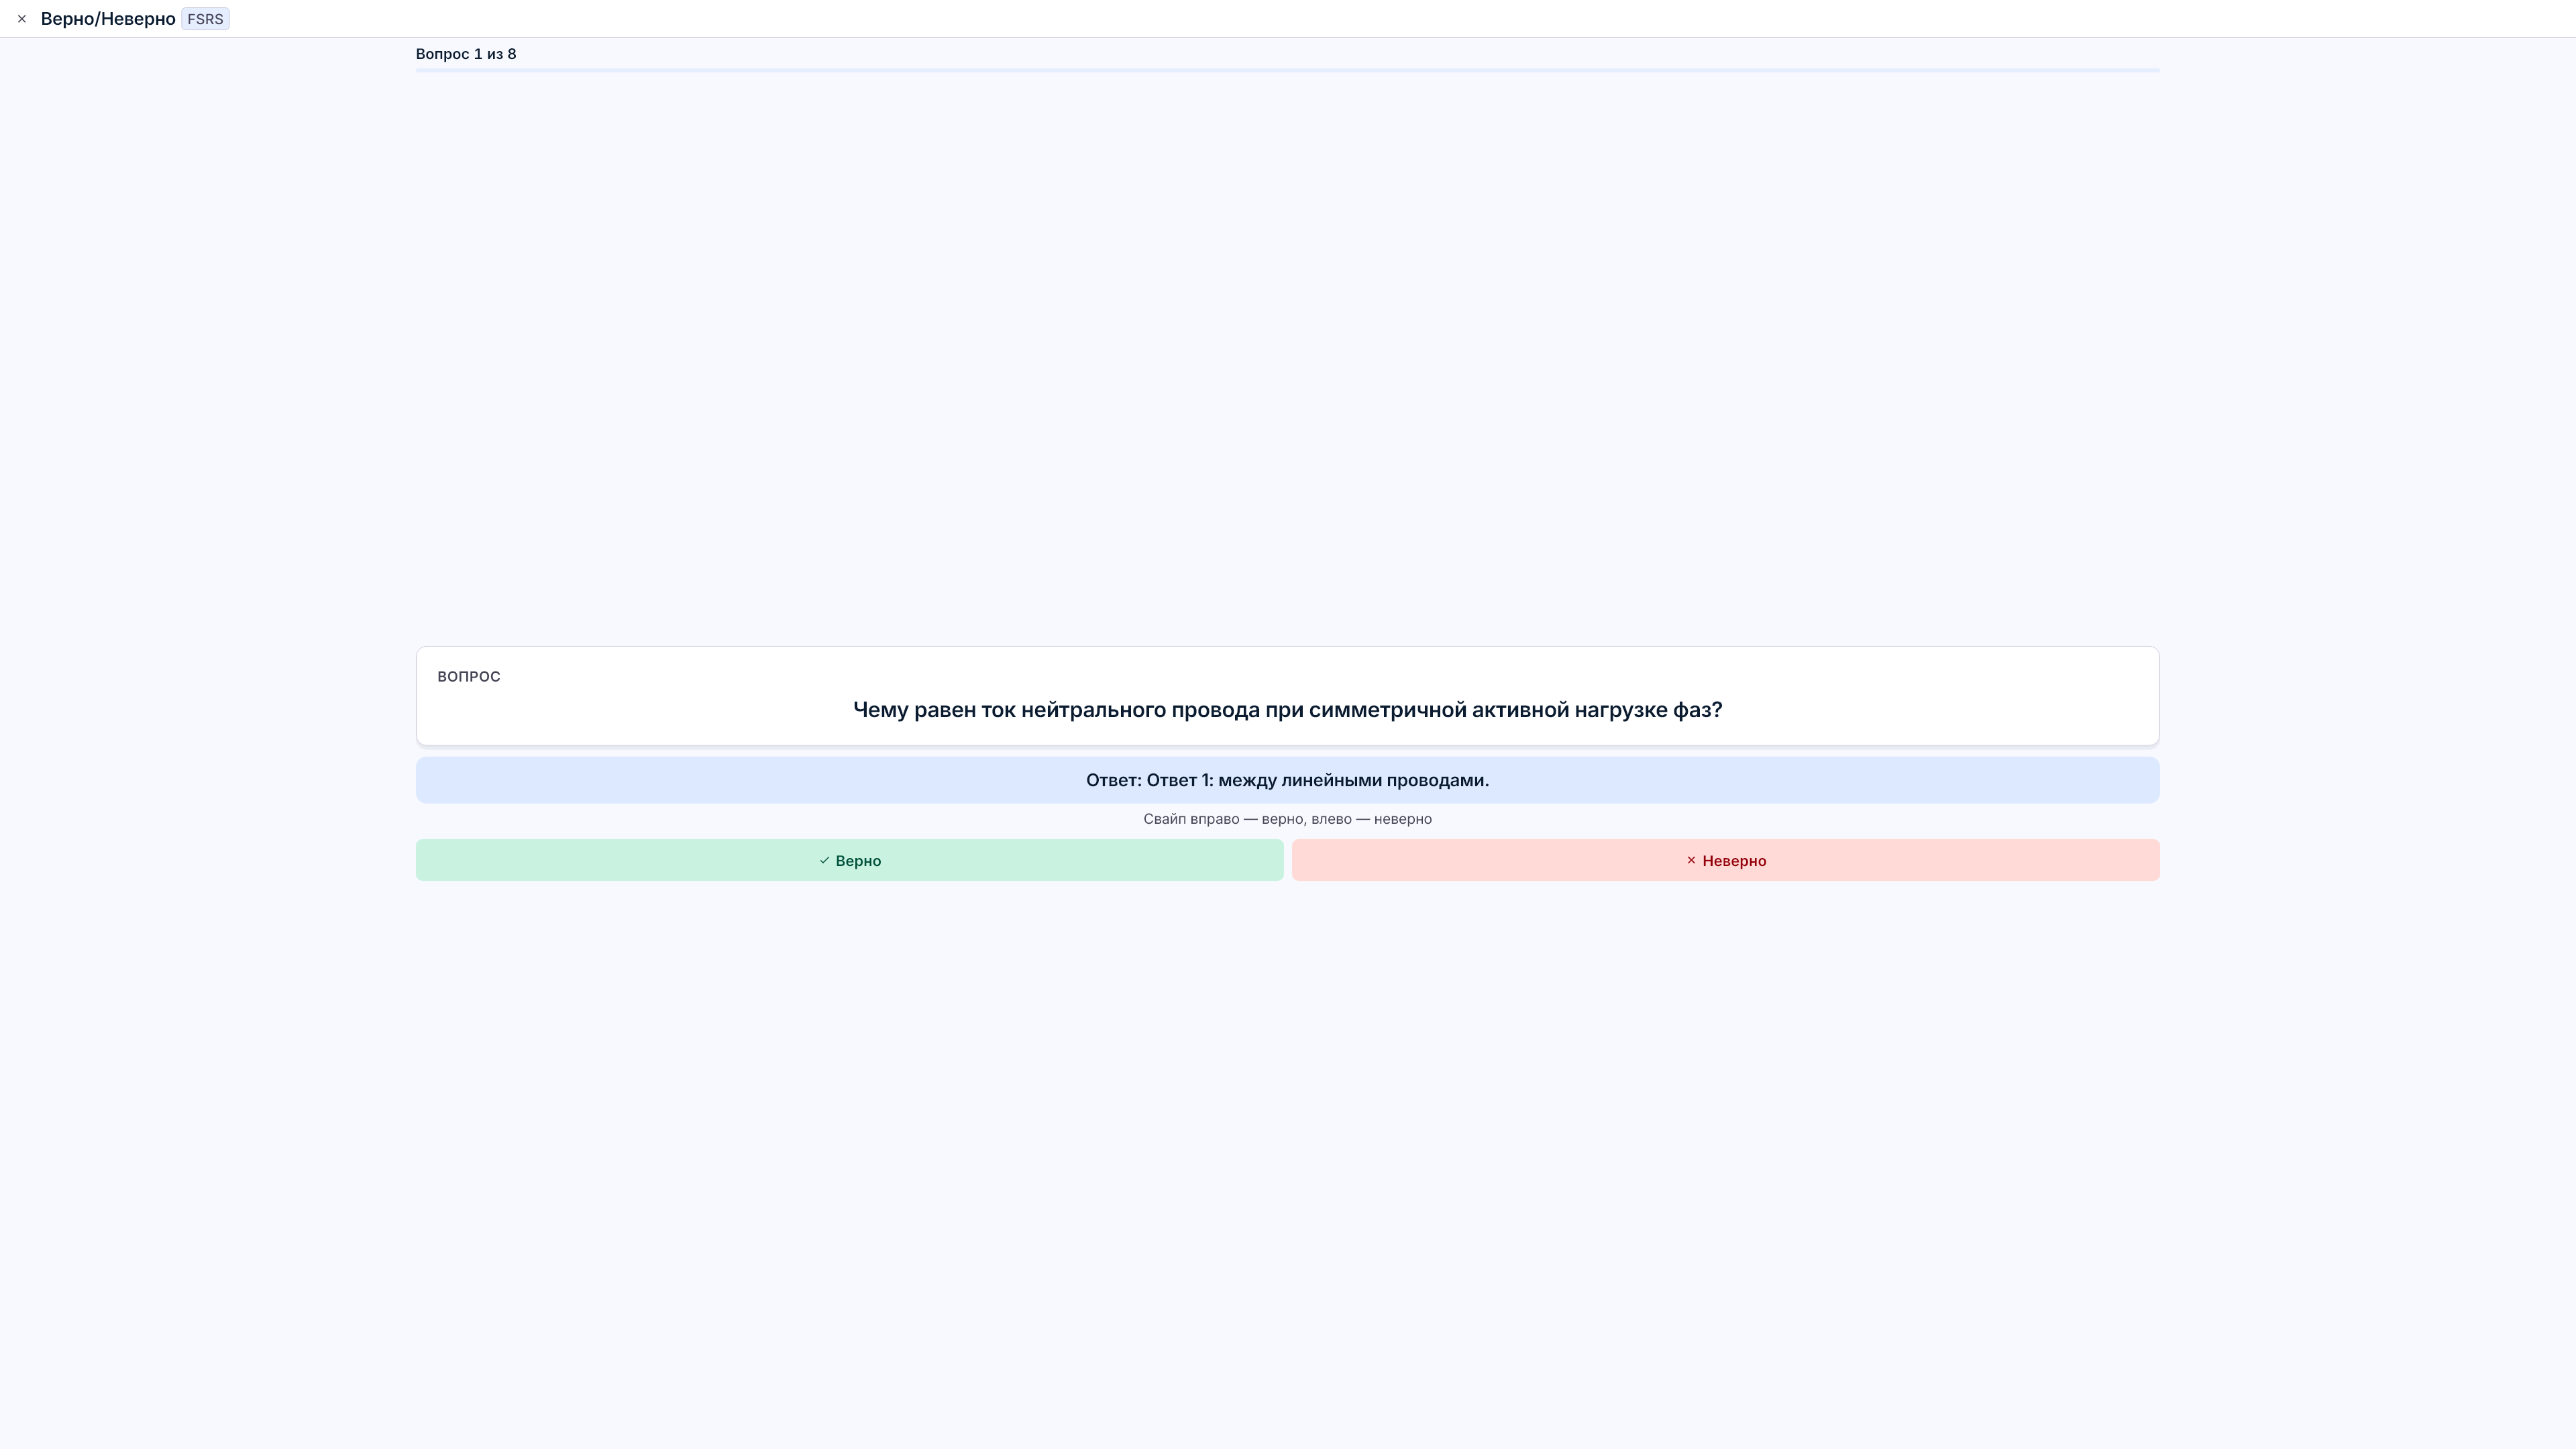 Верно/Неверно FSRS
Вопрос 1 из 8
ВОПРОС
Чему равен ток нейтрального провода при симметричной активной нагрузке фаз?
Ответ: Ответ 1: между линейными проводами.
Свайп вправо — верно, влево — неверно
Верно
Неверно